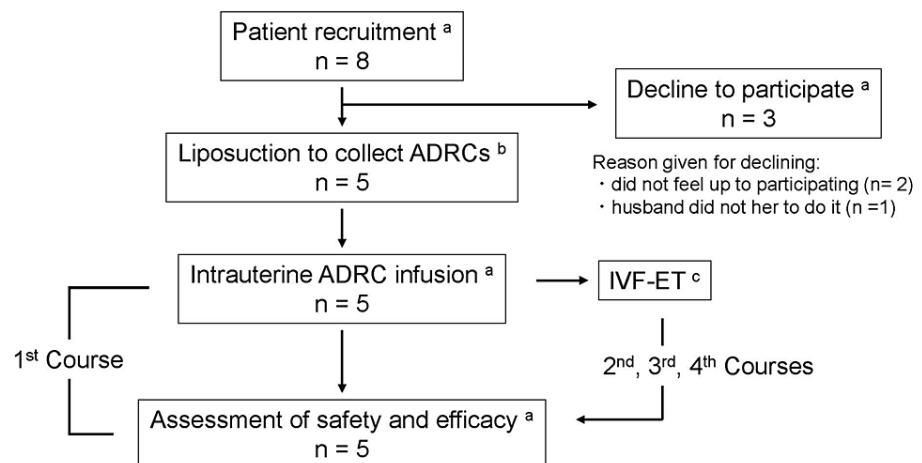 Patient recruitment ᵃ
n = 8
Decline to participate ᵃ
n = 3
Liposuction to collect ADRCs ᵇ
n = 5
Reason given for declining:
・did not feel up to participating (n= 2)
・husband did not her to do it (n =1)
Intrauterine ADRC infusion ᵃ
n = 5
IVF-ET ᶜ
1ˢᵗ Course
2ⁿᵈ, 3ʳᵈ, 4ᵗʰ Courses
Assessment of safety and efficacy ᵃ
n = 5